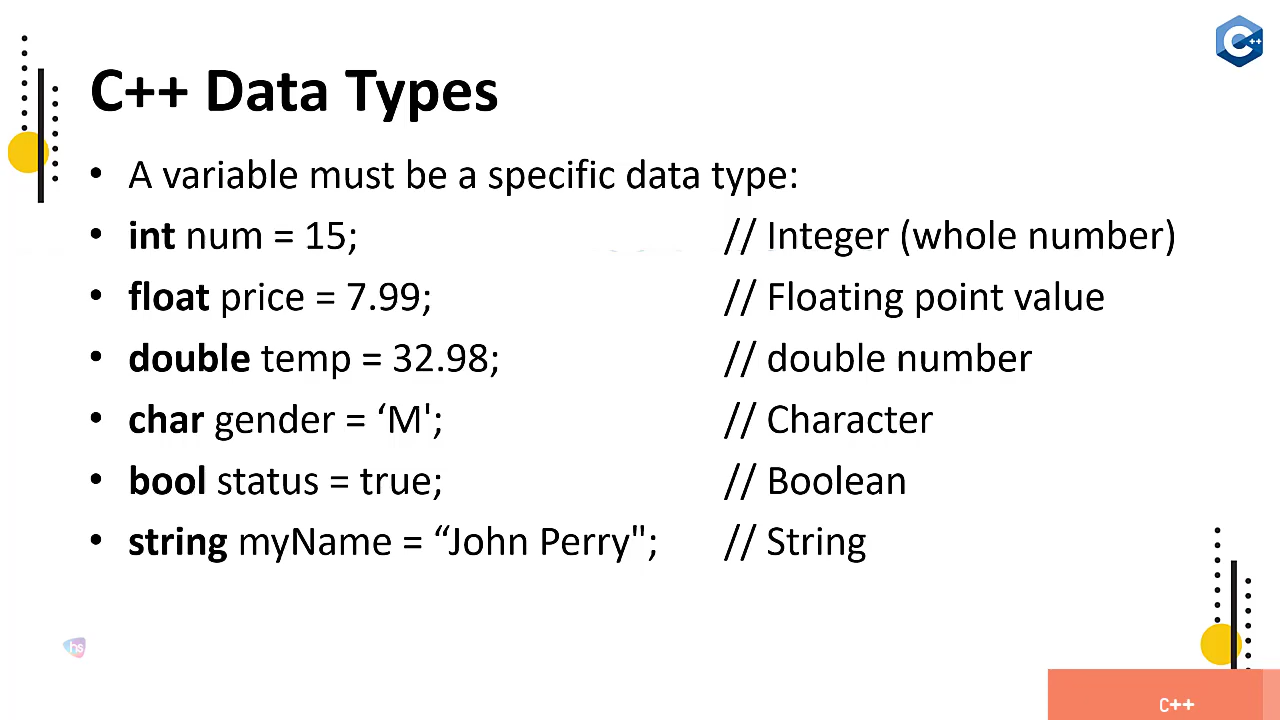 C++
C++ Data Types
• A variable must be a specific data type:
• int num = 15; // Integer (whole number)
• float price = 7.99; // Floating point value
• double temp = 32.98; // double number
• char gender = ‘M'; // Character
• bool status = true; // Boolean
• string myName = “John Perry"; // String
hs
C++